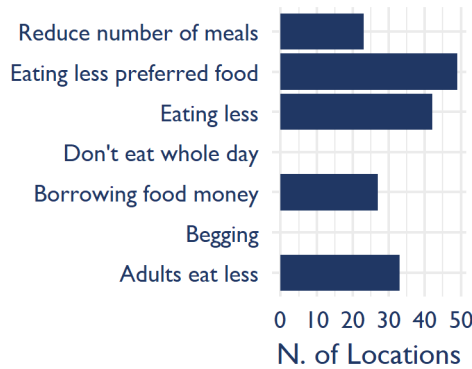 Reduce number of meals
Eating less preferred food
Eating less
Don't eat whole day
Borrowing food money
Begging
Adults eat less
0 10 20 30 40 50
N. of Locations